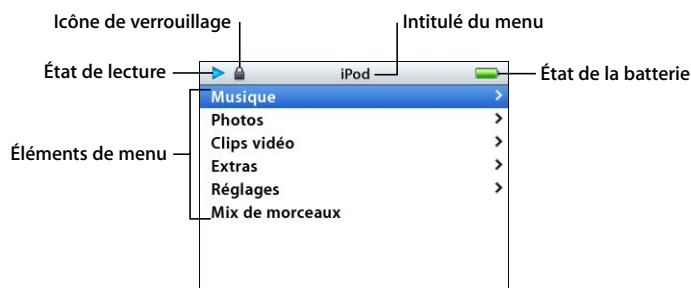 Icône de verrouillage
Intitulé du menu
État de lecture
iPod
État de la batterie
Éléments de menu
Musique
Photos
Clips vidéo
Extras
Réglages
Mix de morceaux